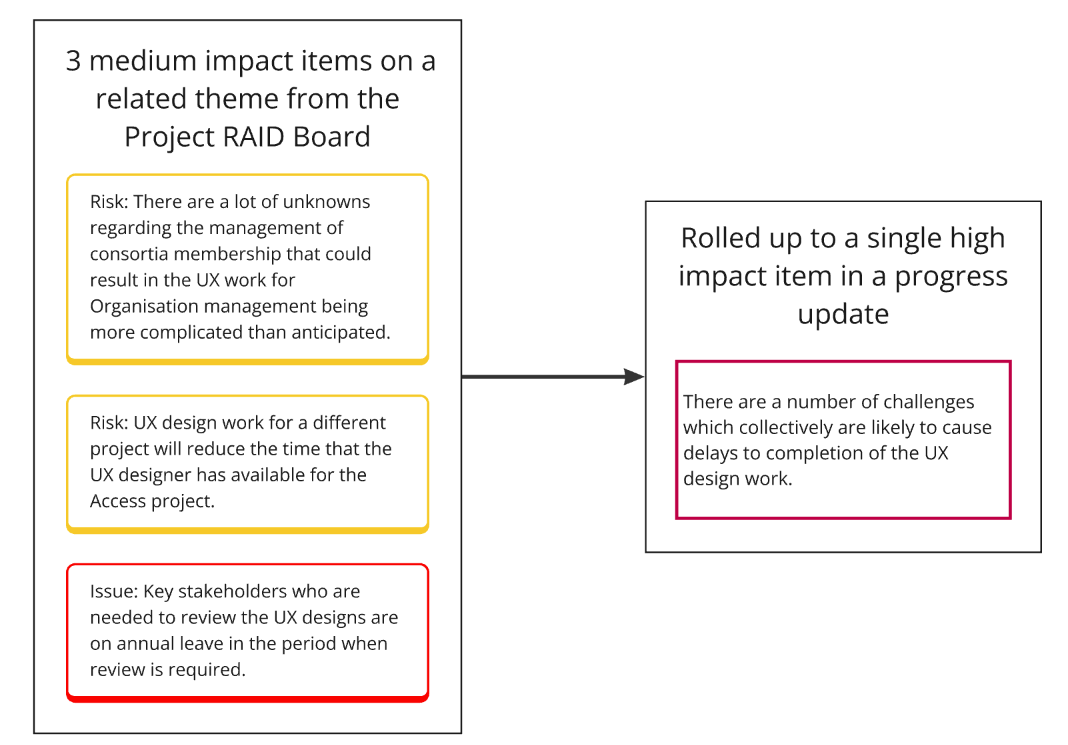 3 medium impact items on a
related theme from the
Project RAID Board
Risk: There are a lot of unknowns
regarding the management of
consortia membership that could
result in the UX work for
Organisation management being
more complicated than anticipated.
Risk: UX design work for a different
project will reduce the time that the
UX designer has available for the
Access project.
Issue: Key stakeholders who are
needed to review the UX designs are
on annual leave in the period when
review is required.
Rolled up to a single high
impact item in a progress
update
There are a number of challenges
which collectively are likely to cause
delays to completion of the UX
design work.